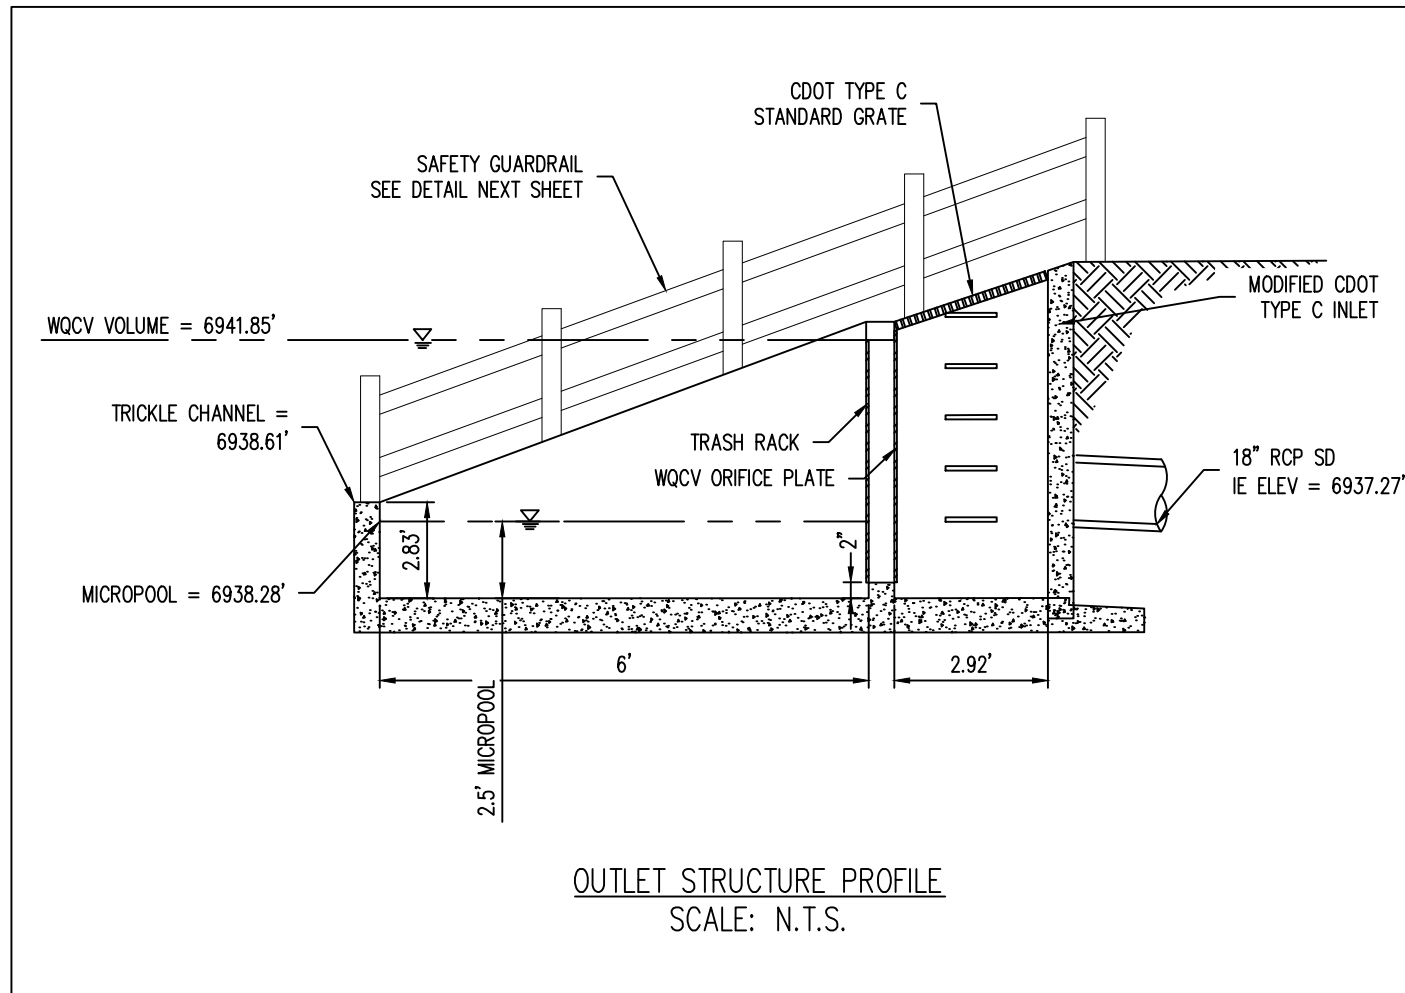 CDOT TYPE C
STANDARD GRATE
SAFETY GUARDRAIL
SEE DETAIL NEXT SHEET
MODIFIED CDOT
TYPE C INLET
WQCV VOLUME = 6941.85'
TRICKLE CHANNEL =
6938.61'
TRASH RACK
WQCV ORIFICE PLATE
18" RCP SD
IE ELEV = 6937.27'
2.83'
2"
MICROPOOL = 6938.28'
6'
2.92'
2.5' MICROPOOL
OUTLET STRUCTURE PROFILE
SCALE: N.T.S.